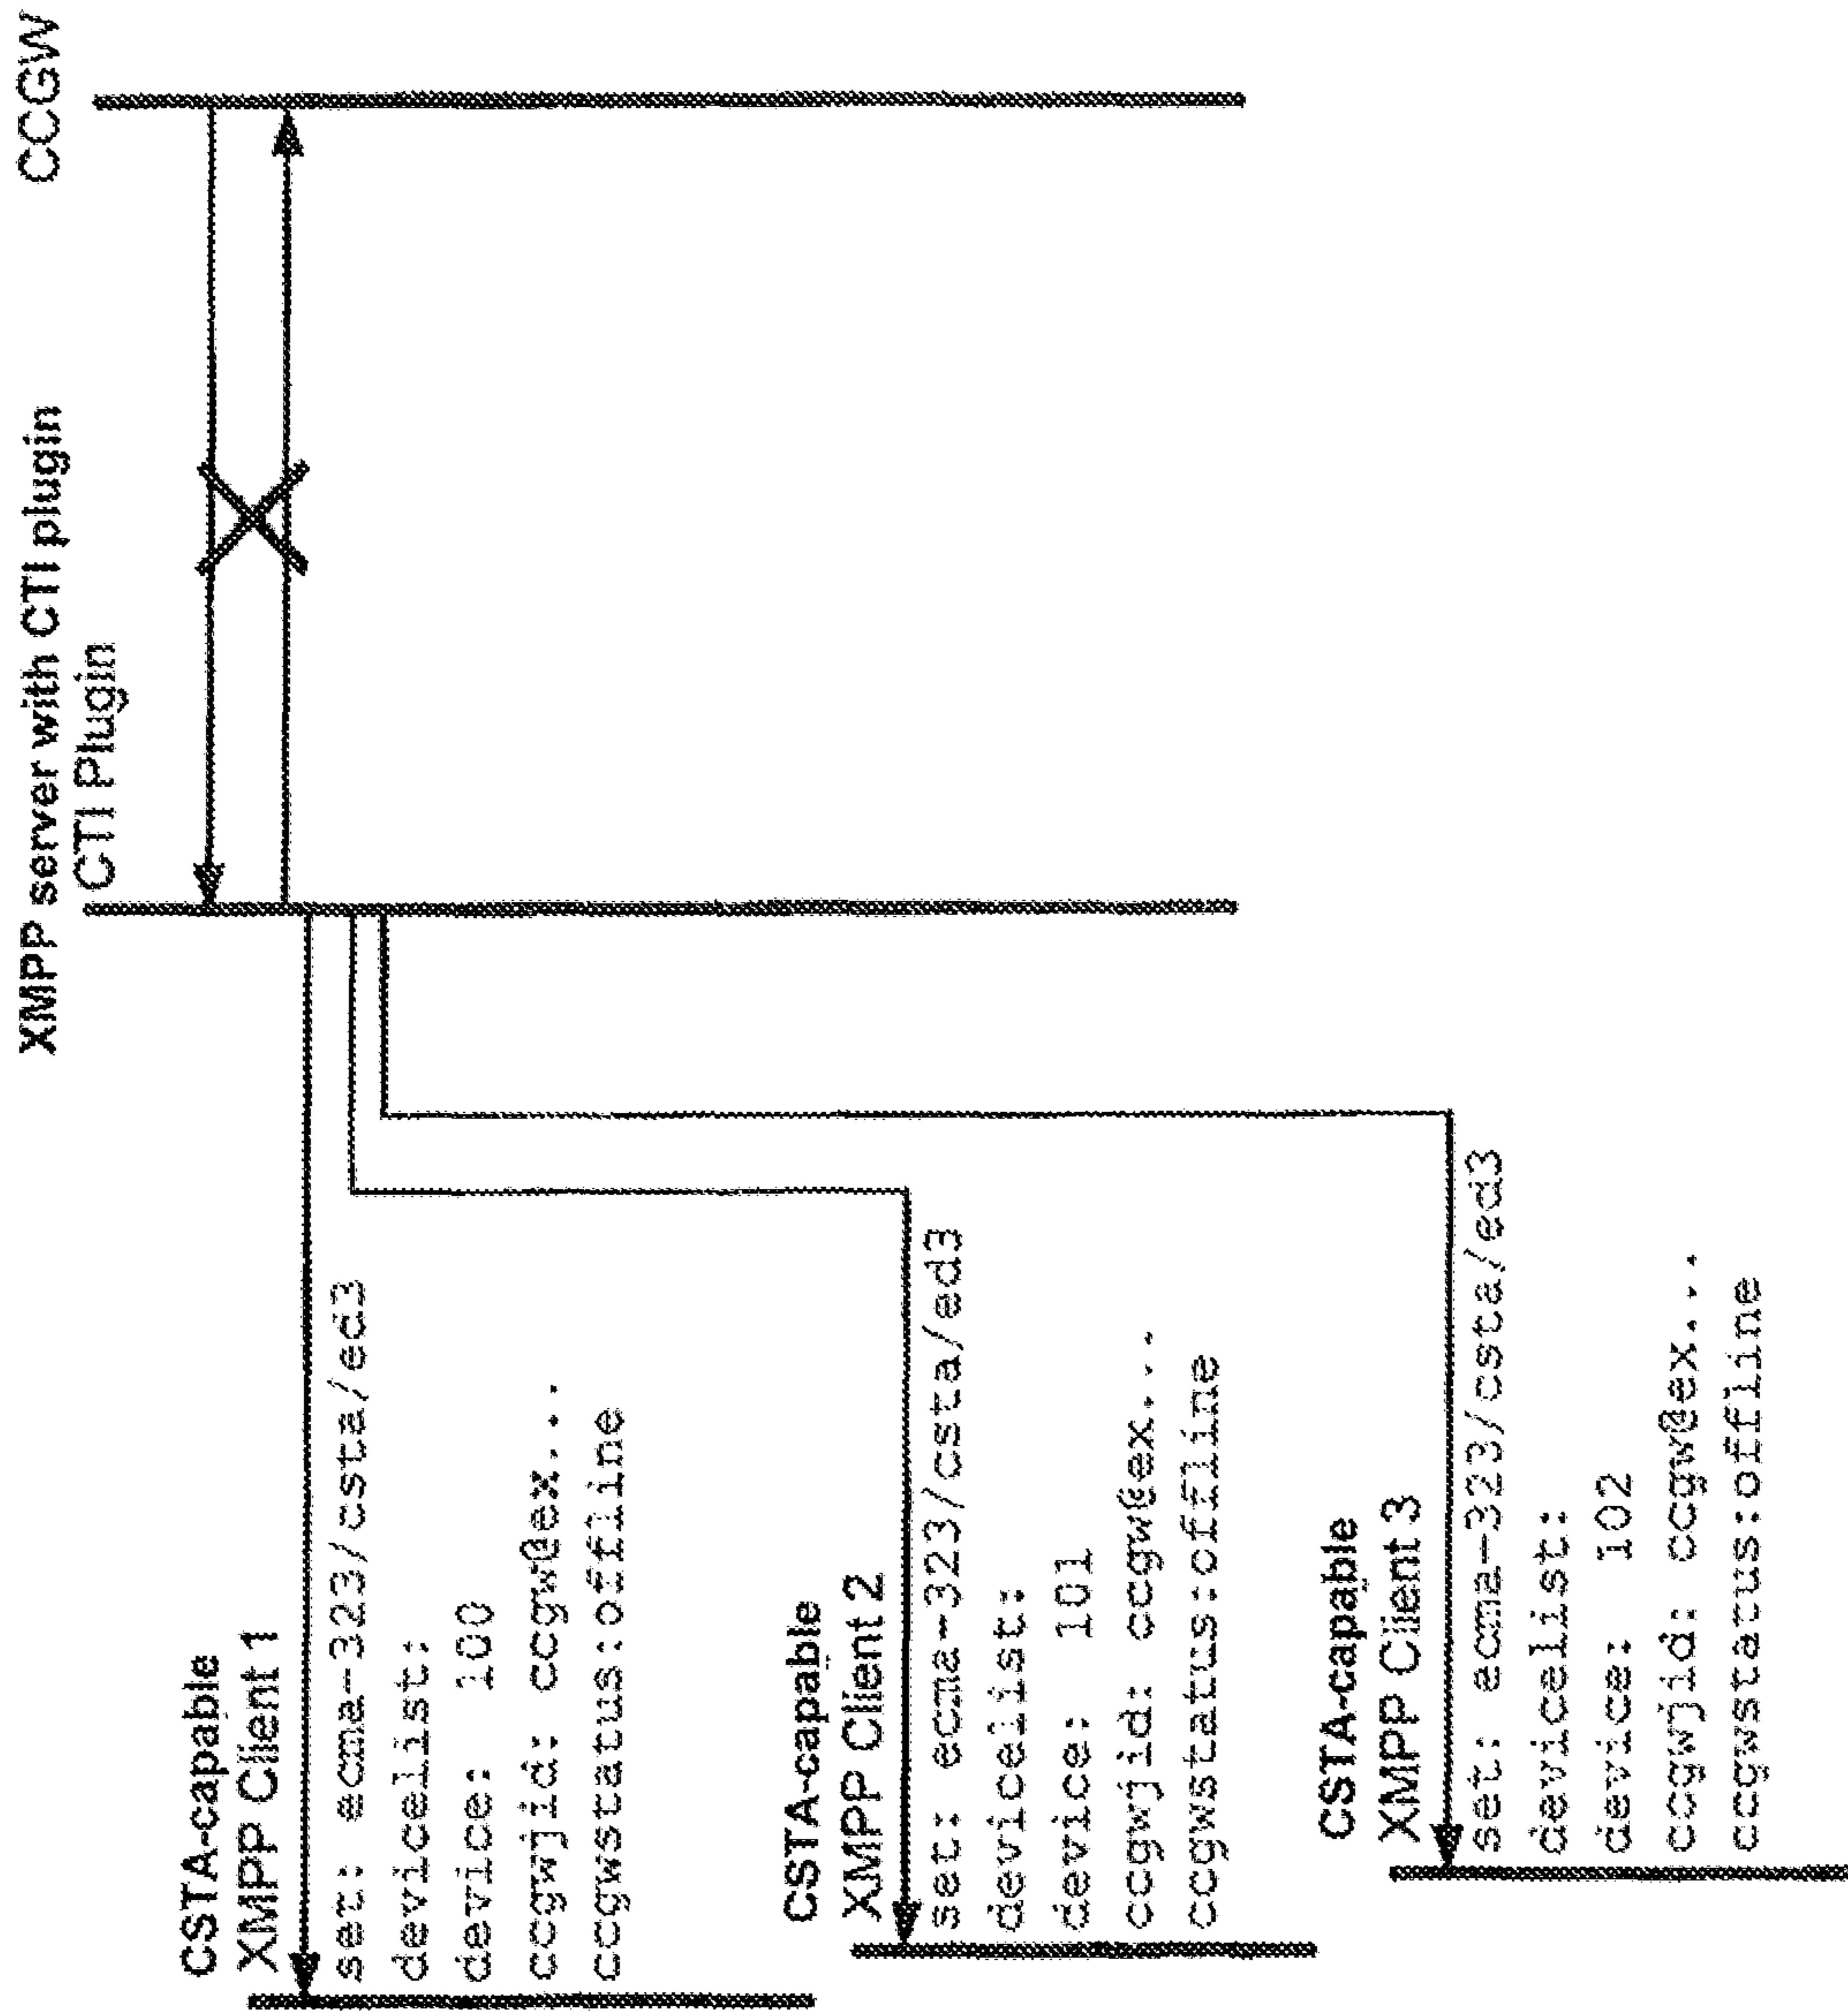 XMPP server with CTI plugin
CTI Plugin
CCGW
CSTA-capable
XMPP Client 1
set: ecma-323/csta/ed3
devicelist:
device: 100
ccgwjid: ccgw@ex...
ccgwstatus:offline
CSTA-capable
XMPP Client 2
set: ecma-323/csta/ed3
devicelist:
device: 101
ccgwjid: ccgw@ex...
ccgwstatus:offline
CSTA-capable
XMPP Client 3
set: ecma-323/csta/ed3
devicelist:
device: 102
ccgwjid: ccgw@ex...
ccgwstatus:offline